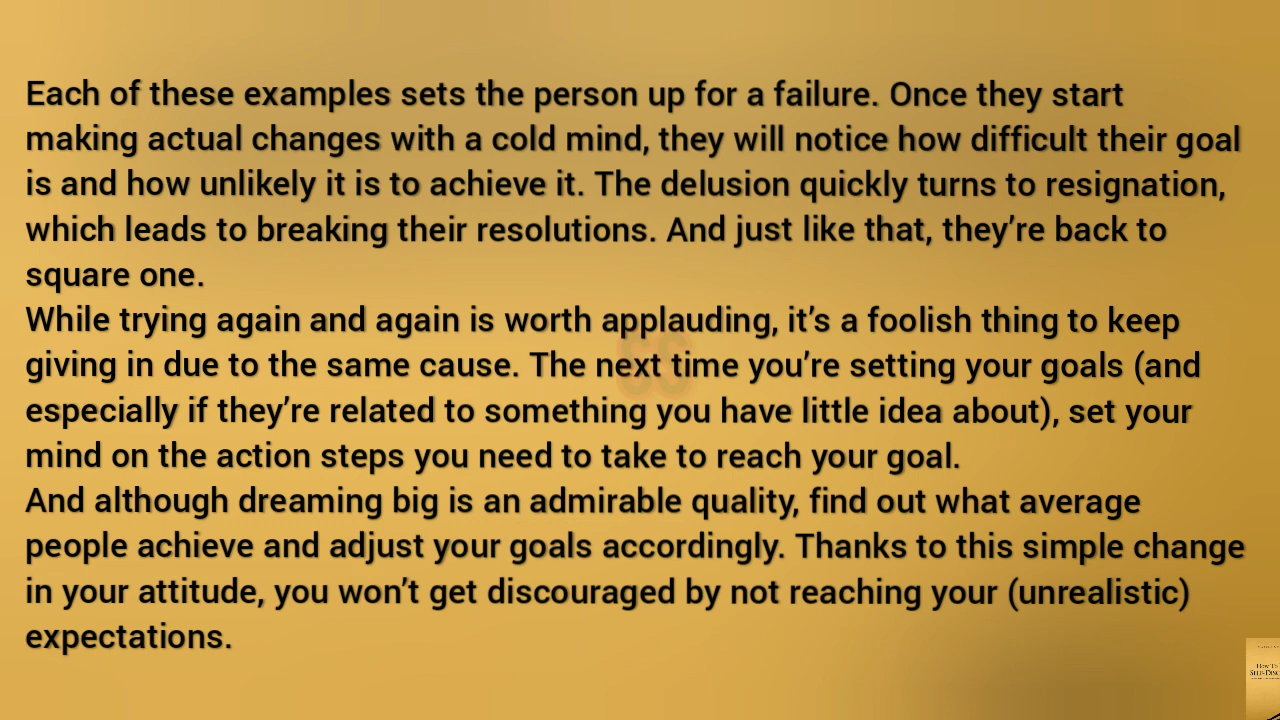 Each of these examples sets the person up for a failure. Once they start
making actual changes with a cold mind, they will notice how difficult their goal
is and how unlikely it is to achieve it. The delusion quickly turns to resignation,
which leads to breaking their resolutions. And just like that, they’re back to
square one.
While trying again and again is worth applauding, it’s a foolish thing to keep
giving in due to the same cause. The next time you’re setting your goals (and
especially if they’re related to something you have little idea about), set your
mind on the action steps you need to take to reach your goal.
And although dreaming big is an admirable quality, find out what average
people achieve and adjust your goals accordingly. Thanks to this simple change
in your attitude, you won’t get discouraged by not reaching your (unrealistic)
expectations.
SS
How To